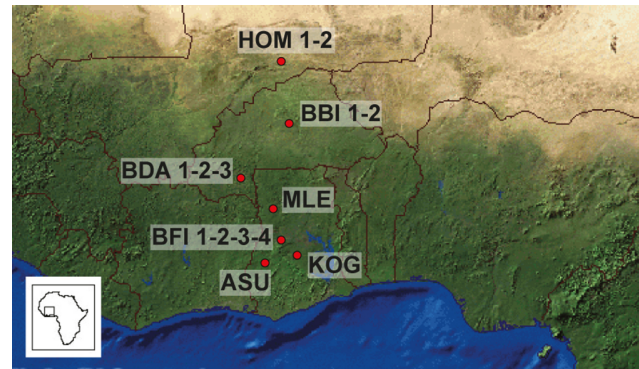 HOM 1-2
BBI 1-2
BDA 1-2-3
MLE
BFI 1-2-3-4
KOG
ASU